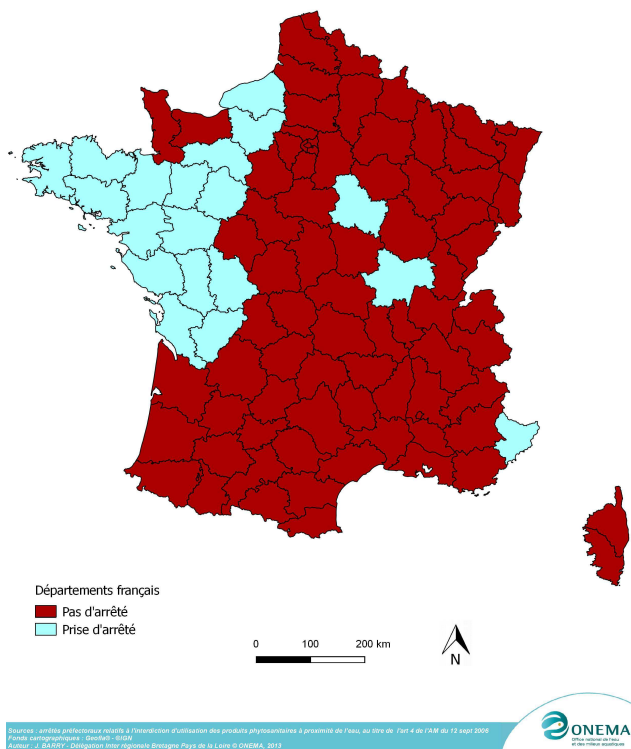 Départements français
Pas d'arrêté
Prise d'arrêté
0 100 200 km
N
Sources : arrêtés préfectoraux relatifs à l'interdiction d'utilisation des produits phytosanitaires à proximité de l'eau, au titre de l'art 4 de l'AM du 12 sept 2006
Fonds cartographiques : Geofla® - ©IGN
Auteur : J. BARRY - Délégation Inter régionale Bretagne Pays de la Loire © ONEMA, 2013
ONEMA
Office national de l'eau
et des milieux aquatiques